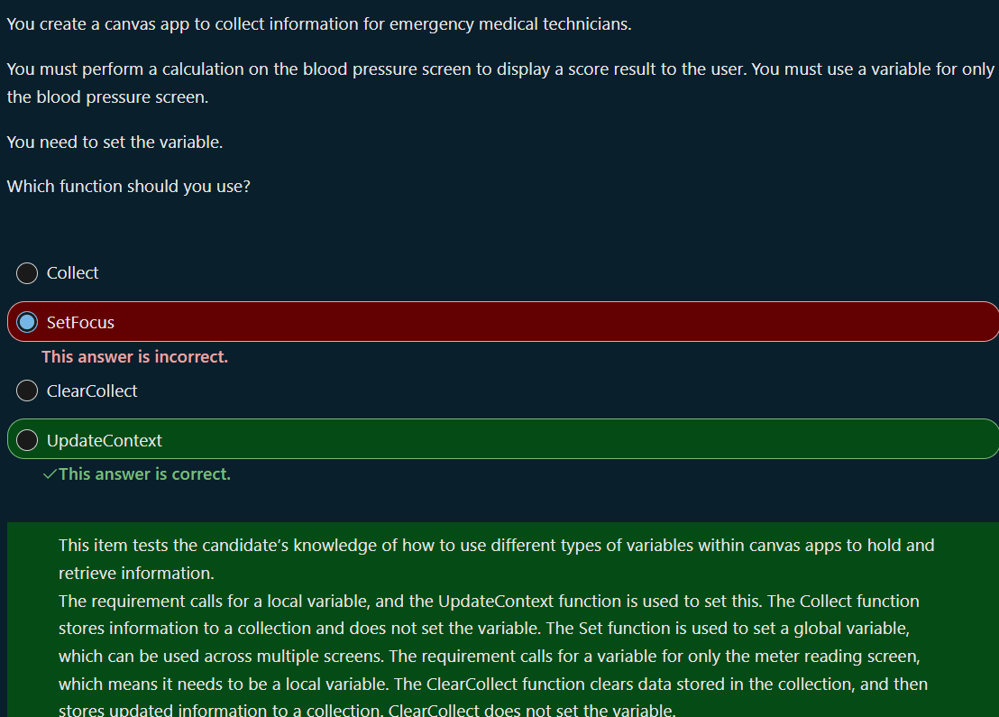 You create a canvas app to collect information for emergency medical technicians.
You must perform a calculation on the blood pressure screen to display a score result to the user. You must use a variable for only
the blood pressure screen.
You need to set the variable.
Which function should you use?
Collect
SetFocus
This answer is incorrect.
ClearCollect
UpdateContext
✓This answer is correct.
This item tests the candidate’s knowledge of how to use different types of variables within canvas apps to hold and
retrieve information.
The requirement calls for a local variable, and the UpdateContext function is used to set this. The Collect function
stores information to a collection and does not set the variable. The Set function is used to set a global variable,
which can be used across multiple screens. The requirement calls for a variable for only the meter reading screen,
which means it needs to be a local variable. The ClearCollect function clears data stored in the collection, and then
stores updated information to a collection. ClearCollect does not set the variable.